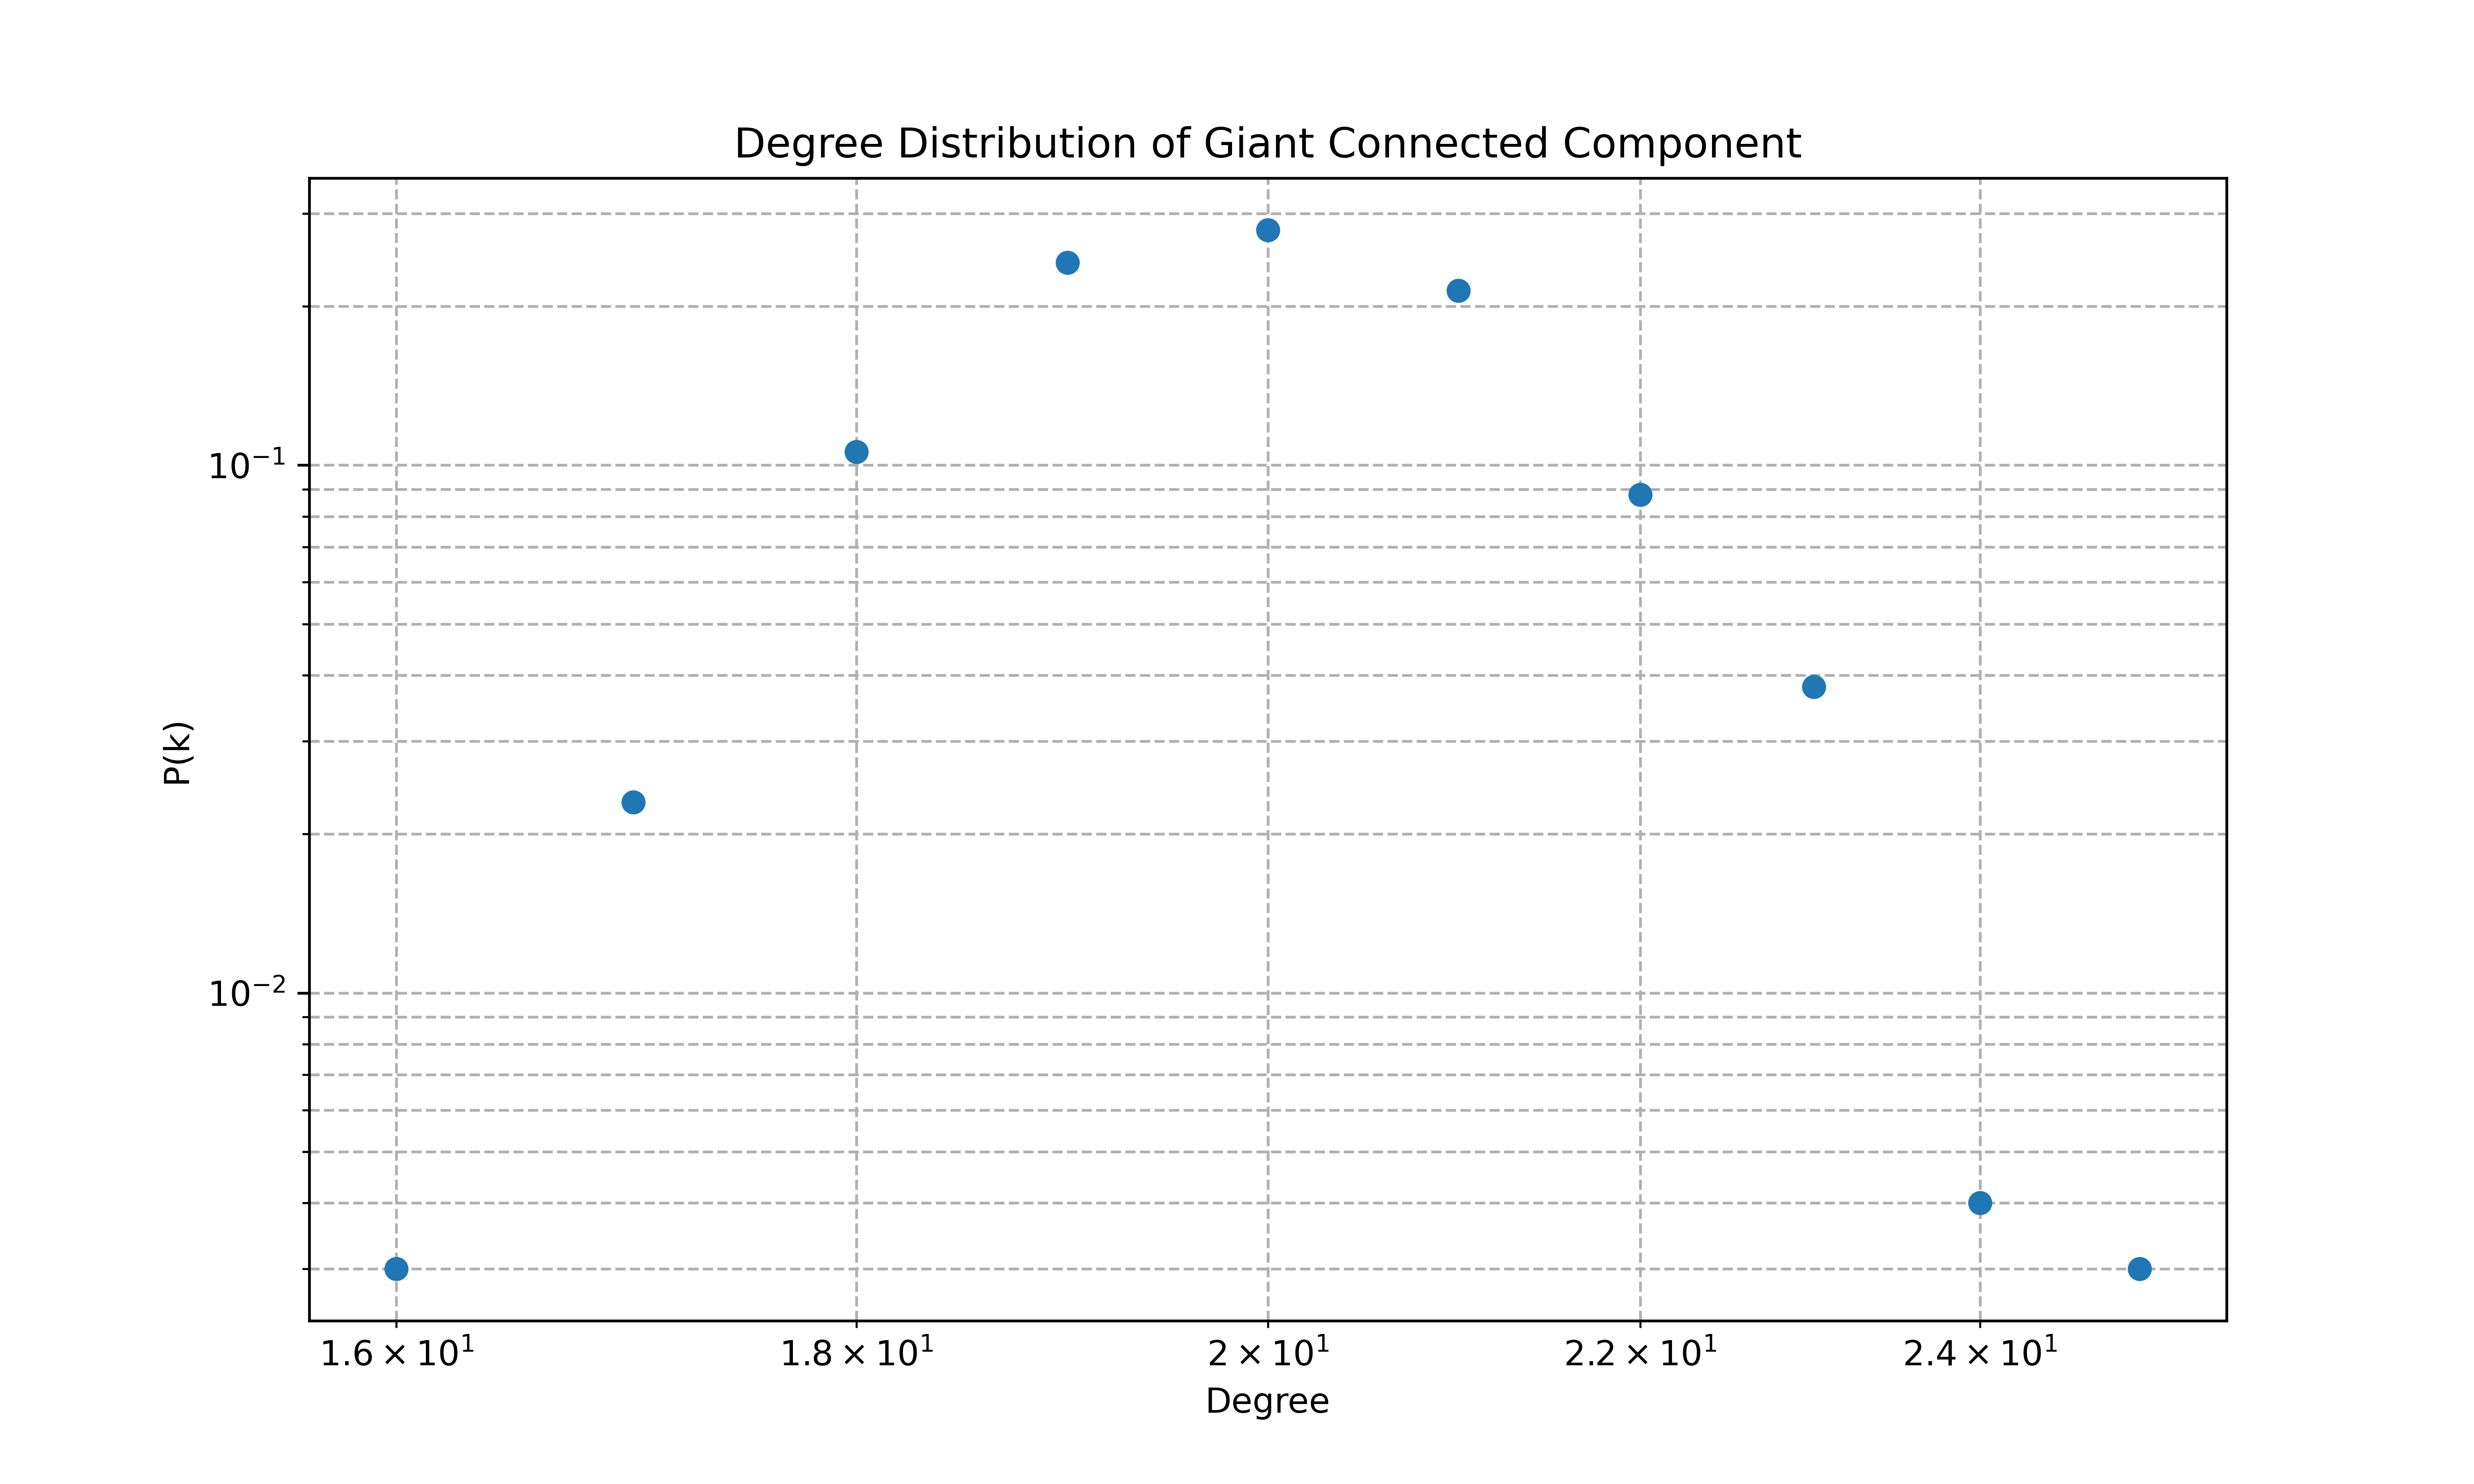 Degree Distribution of Giant Connected Component
P(k)
10⁻¹
10⁻²
1.6 × 10¹ 1.8 × 10¹ 2 × 10¹ 2.2 × 10¹ 2.4 × 10¹
Degree